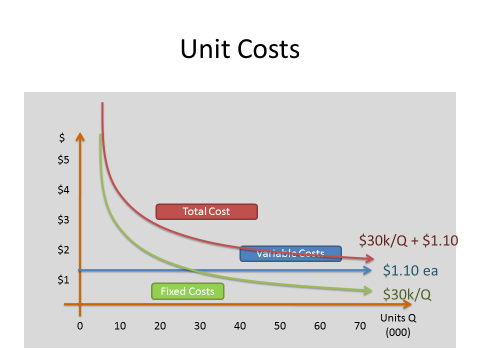 Unit Costs
$
$5
$4
$3
$2
$1
Total Cost
Variable Costs
Fixed Costs
$30k/Q + $1.10
$1.10 ea
$30k/Q
0 10 20 30 40 50 60 70
Units Q
(000)